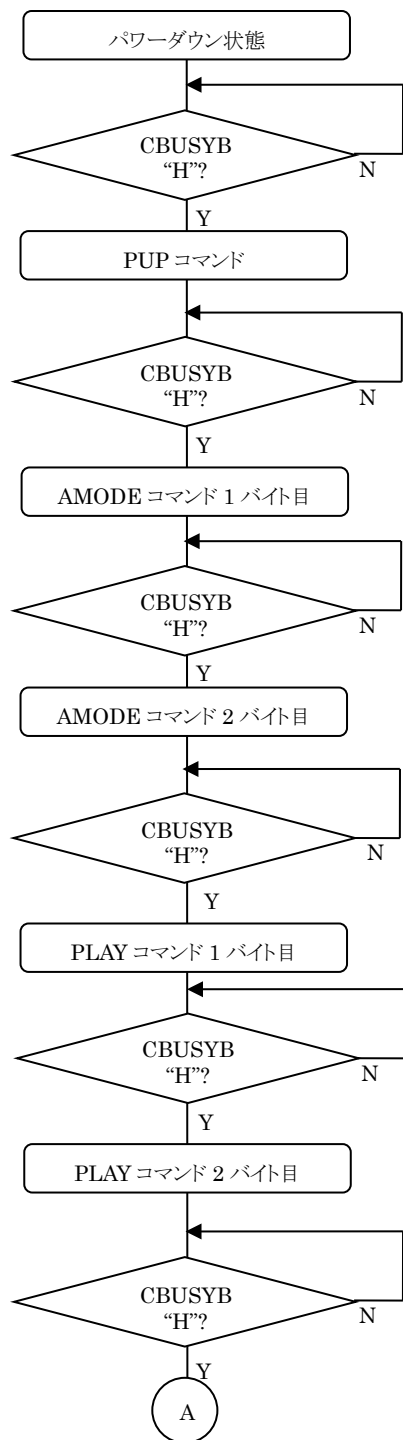 パワーダウン状態
CBUSYB
“H”?
N
Y
PUP コマンド
CBUSYB
“H”?
N
Y
AMODE コマンド 1 バイト目
CBUSYB
“H”?
N
Y
AMODE コマンド 2 バイト目
CBUSYB
“H”?
N
Y
PLAY コマンド 1 バイト目
CBUSYB
“H”?
N
Y
PLAY コマンド 2 バイト目
CBUSYB
“H”?
N
Y
A